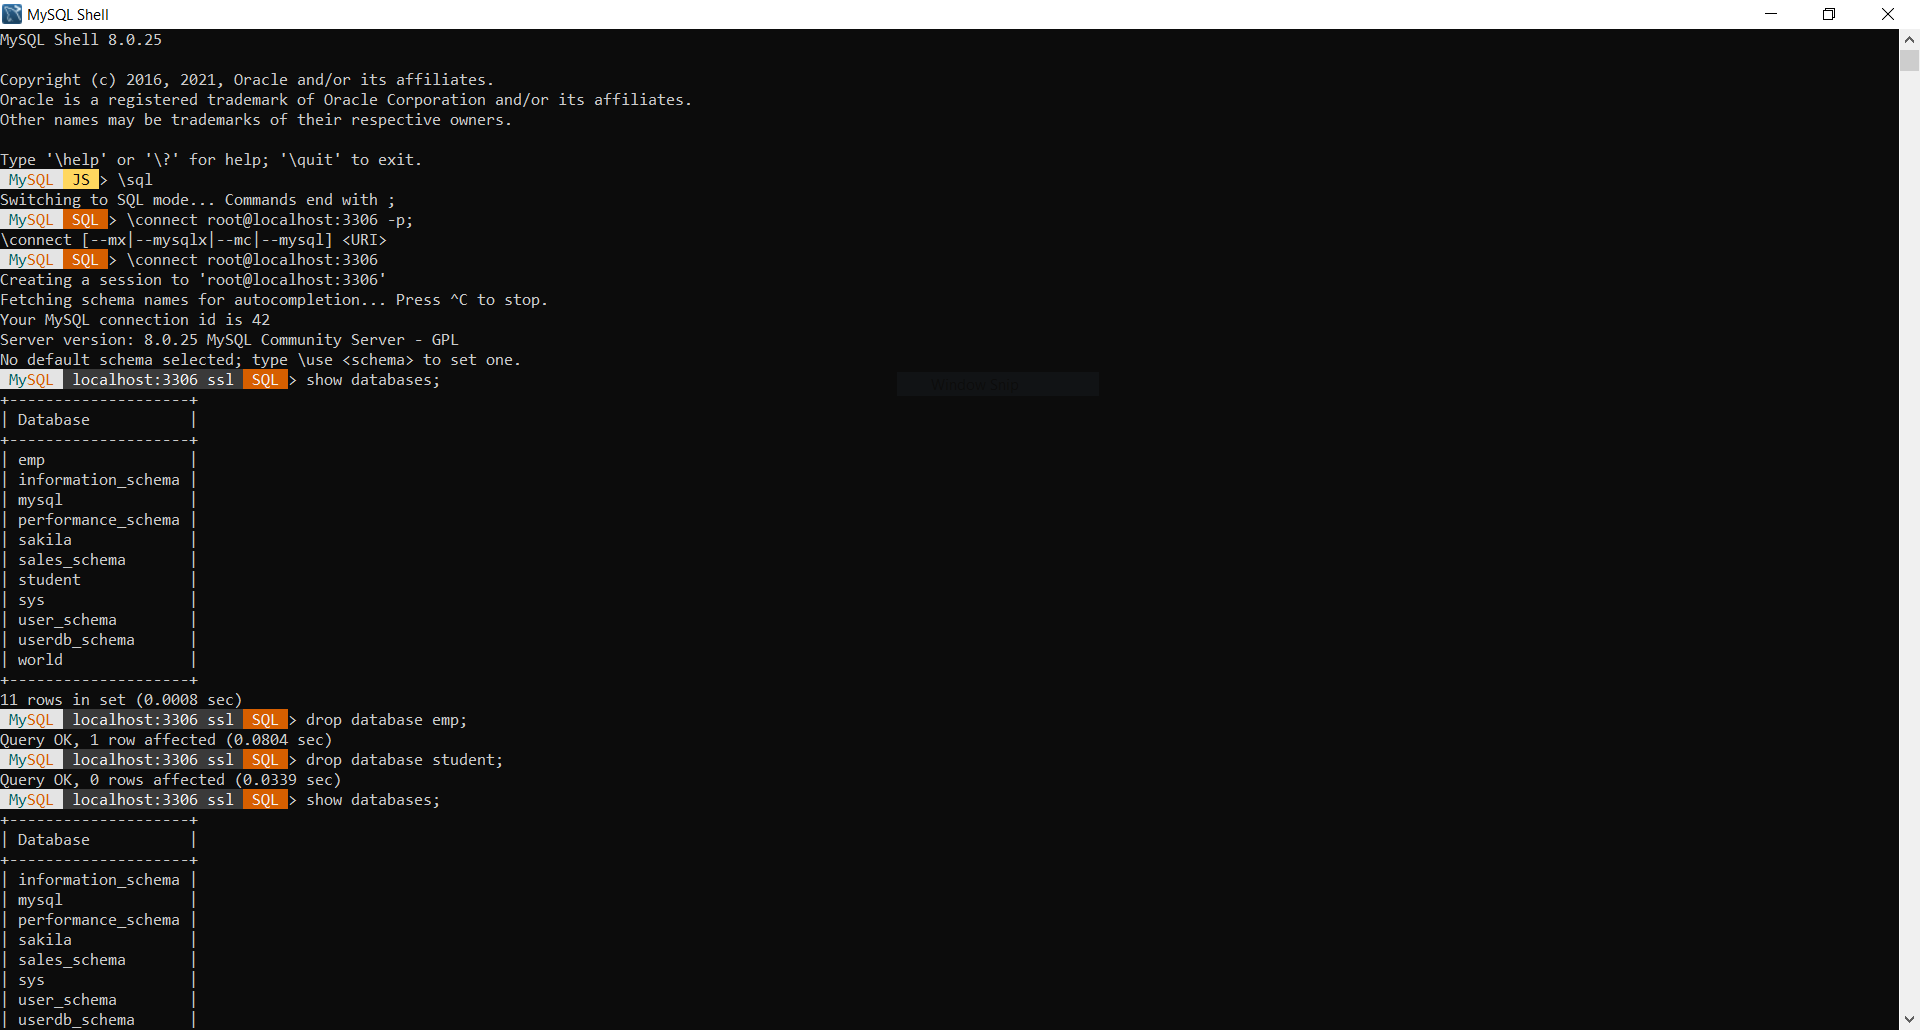 MySQL Shell
MySQL Shell 8.0.25
Copyright (c) 2016, 2021, Oracle and/or its affiliates.
Oracle is a registered trademark of Oracle Corporation and/or its affiliates.
Other names may be trademarks of their respective owners.
Type '\help' or '\?' for help; '\quit' to exit.
MySQL JS > \sql
Switching to SQL mode... Commands end with ;
MySQL SQL > \connect root@localhost:3306 -p;
\connect [--mx|--mysqlx|--mc|--mysql] <URI>
MySQL SQL > \connect root@localhost:3306
Creating a session to 'root@localhost:3306'
Fetching schema names for autocompletion... Press ^C to stop.
Your MySQL connection id is 42
Server version: 8.0.25 MySQL Community Server - GPL
No default schema selected; type \use <schema> to set one.
MySQL localhost:3306 ssl SQL > show databases;
Window Snip
+--------------------+
| Database           |
+--------------------+
| emp                |
| information_schema |
| mysql              |
| performance_schema |
| sakila             |
| sales_schema       |
| student            |
| sys                |
| user_schema        |
| userdb_schema      |
| world              |
+--------------------+
11 rows in set (0.0008 sec)
MySQL localhost:3306 ssl SQL > drop database emp;
Query OK, 1 row affected (0.0804 sec)
MySQL localhost:3306 ssl SQL > drop database student;
Query OK, 0 rows affected (0.0339 sec)
MySQL localhost:3306 ssl SQL > show databases;
+--------------------+
| Database           |
+--------------------+
| information_schema |
| mysql              |
| performance_schema |
| sakila             |
| sales_schema       |
| sys                |
| user_schema        |
| userdb_schema      |